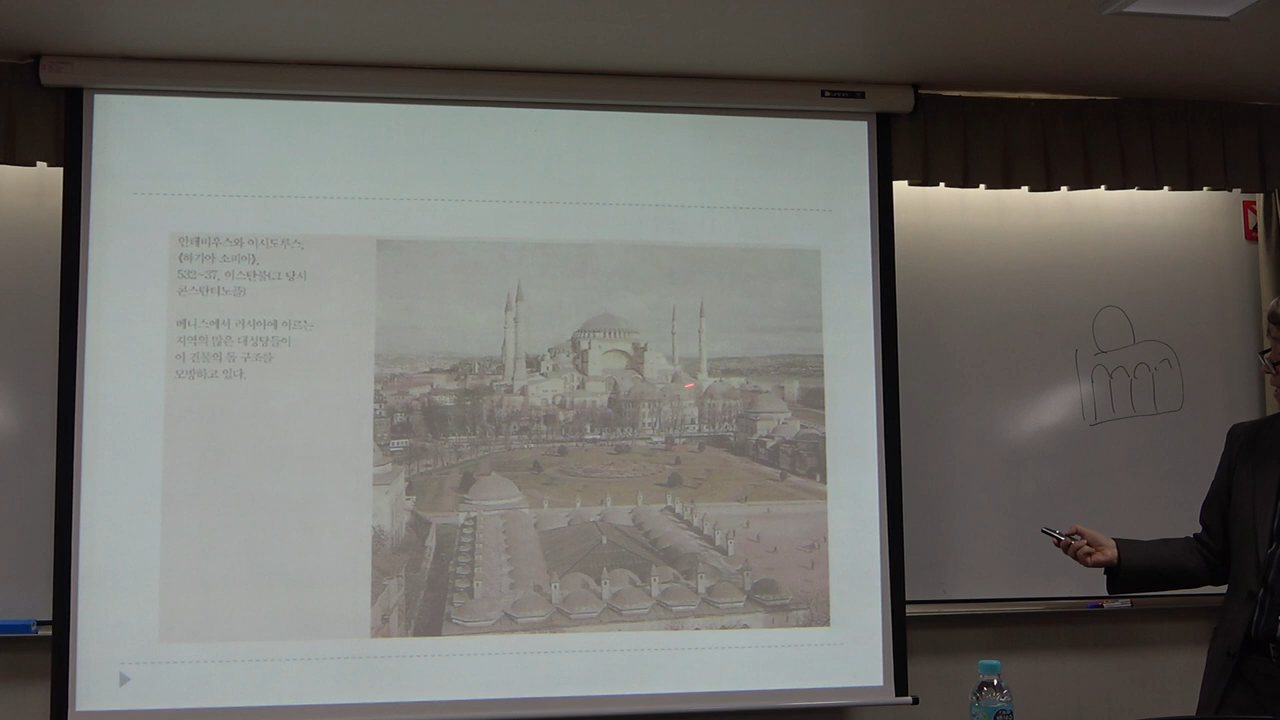 안테미우스와 이시도루스,
《하기아 소피아》,
532~37, 이스탄불(그 당시
콘스탄티노플)
베니스에서 러시아에 이르는
지역의 많은 대성당들이
이 건물의 돔 구조를
모방하고 있다.